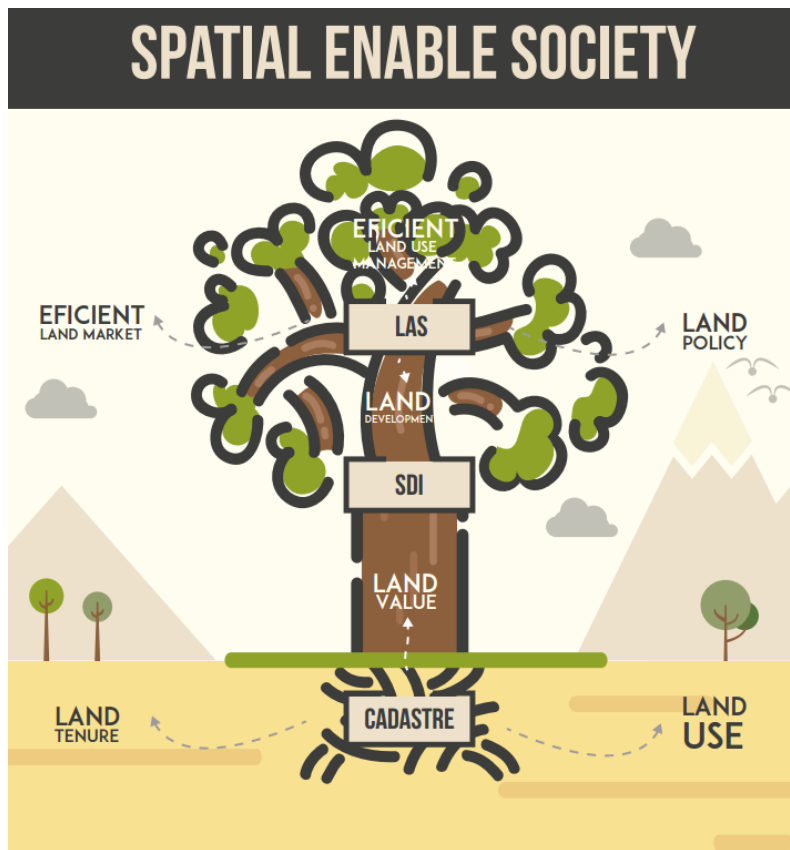 SPATIAL ENABLE SOCIETY
EFICIENT
LAND USE
MANAGEMENT
EFICIENT
LAND MARKET
LAS
LAND
POLICY
LAND
DEVELOPMENT
SDI
LAND
VALUE
LAND
TENURE
CADASTRE
LAND
USE